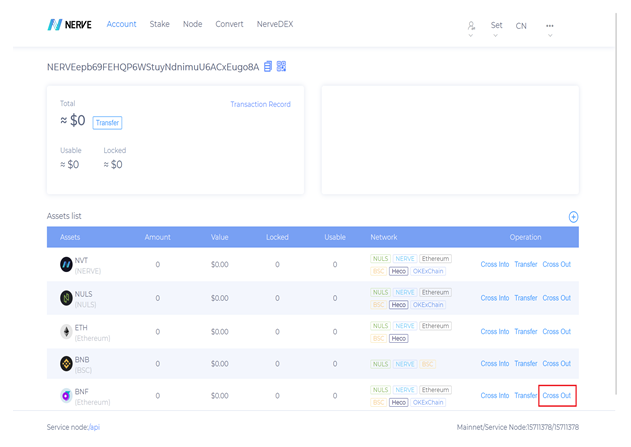 NERVE Account Stake Node Convert NerveDEX Set CN
NERVEepb69FEHQP6WStuyNdnimuU6ACxEugo8A
Total Transaction Record
≈ $0 Transfer
Usable Locked
≈ $0 ≈ $0
Assets list
Assets Amount Value Locked Usable Network Operation
NVT (NERVE) 0 $0.00 0 0 NULS NERVE Ethereum BSC Heco OKExChain Cross Info Transfer Cross Out
NULS (NULS) 0 $0.00 0 0 NULS NERVE Ethereum BSC Heco OKExChain Cross Info Transfer Cross Out
ETH (Ethereum) 0 $0.00 0 0 NULS NERVE Ethereum BSC Heco Cross Info Transfer Cross Out
BNB (BSC) 0 $0.00 0 0 NULS NERVE BSC Cross Info Transfer Cross Out
BNF (Ethereum) 0 $0.00 0 0 NULS NERVE Ethereum BSC Heco OKExChain Cross Info Transfer Cross Out
Service node:/api Mainnet/Service Node:15711378/15711378